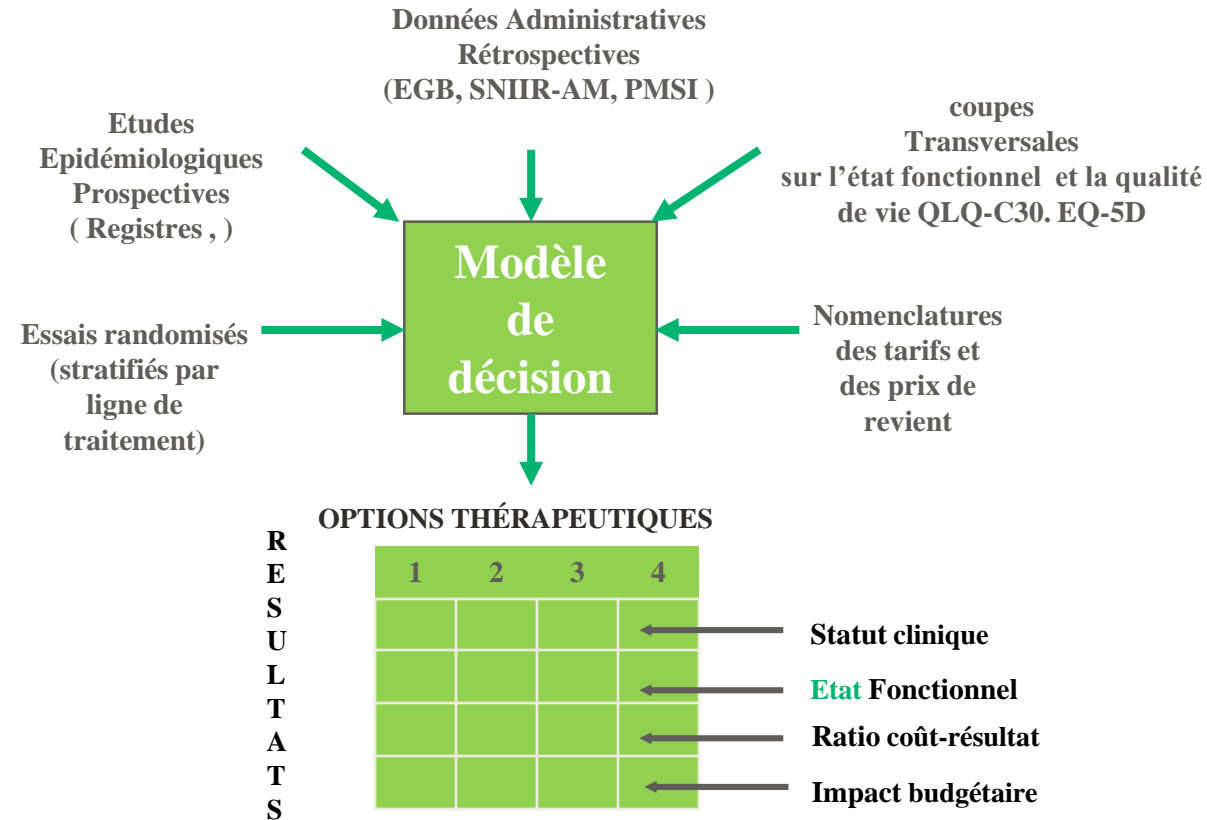 Données Administratives
Rétrospectives
(EGB, SNIIR-AM, PMSI )
Etudes
Epidémiologiques
Prospectives
( Registres , )
coupes
Transversales
sur l’état fonctionnel et la qualité
de vie QLQ-C30. EQ-5D
Modèle
de
décision
Essais randomisés
(stratifiés par
ligne de
traitement)
Nomenclatures
des tarifs et
des prix de
revient
OPTIONS THÉRAPEUTIQUES
R
E
S
U
L
T
A
T
S
1 2 3 4
Statut clinique
Etat Fonctionnel
Ratio coût-résultat
Impact budgétaire